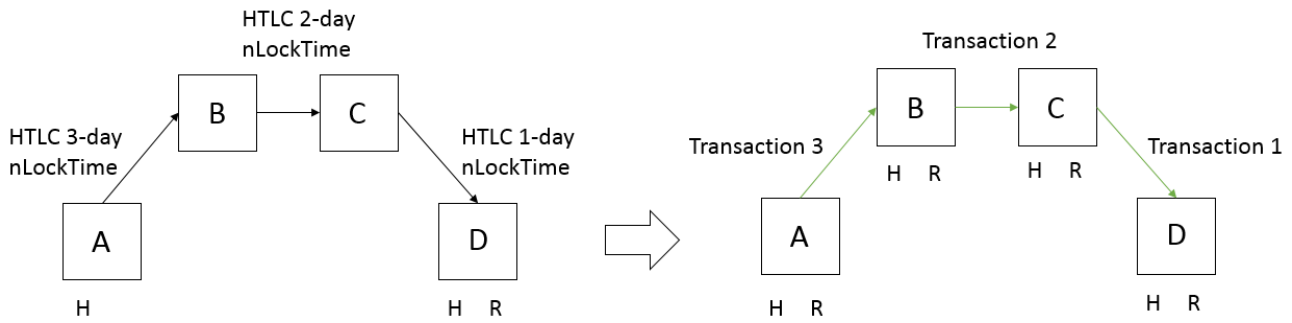 HTLC 2-day
nLockTime
B
C
HTLC 3-day
nLockTime
HTLC 1-day
nLockTime
A
D
H
H R
Transaction 2
B
C
Transaction 3
Transaction 1
H R
H R
A
D
H R
H R